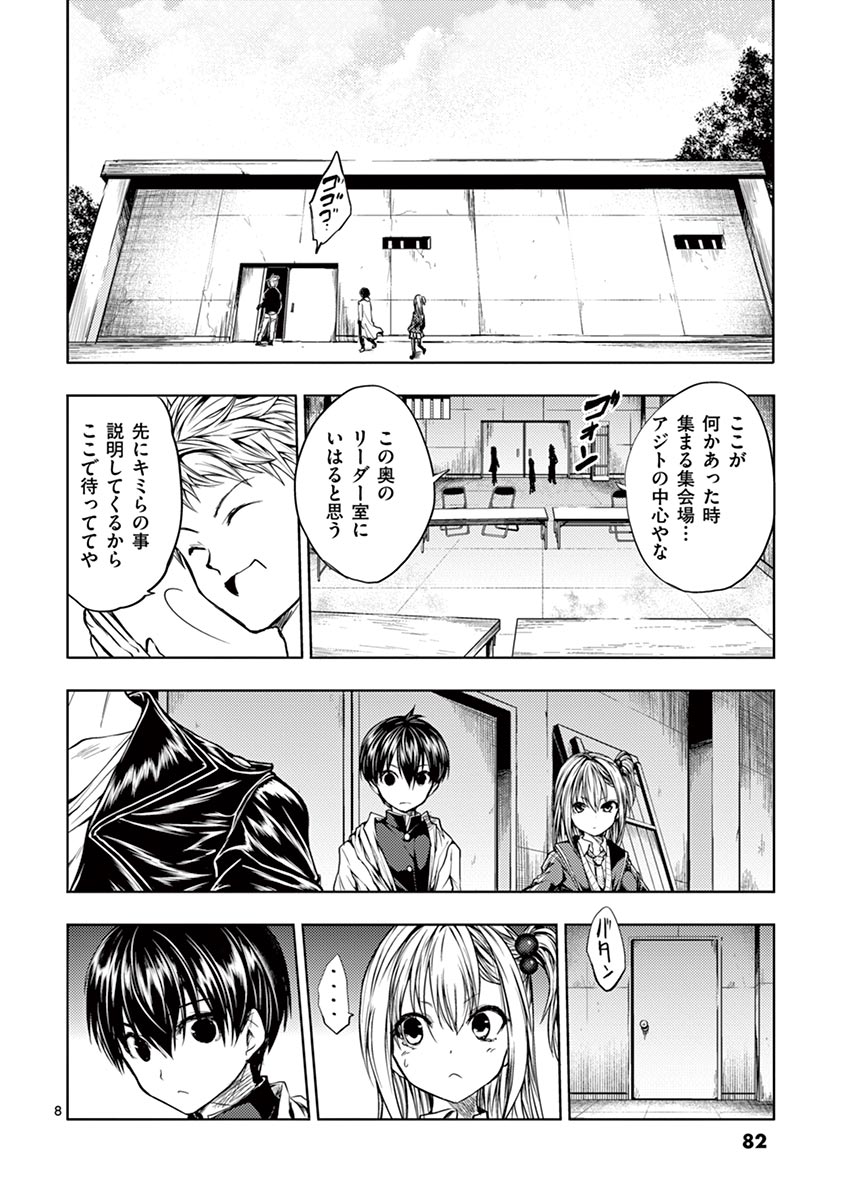 ゴゴゴ?
ゴォーン
ここが
何かあった時
集まる集会場…
アジトの中心やな
この奥の
リーダー室に
いはると思う
先にキミらの事
説明してくるから
ここで待っててや
バタン
・・・・
8
82